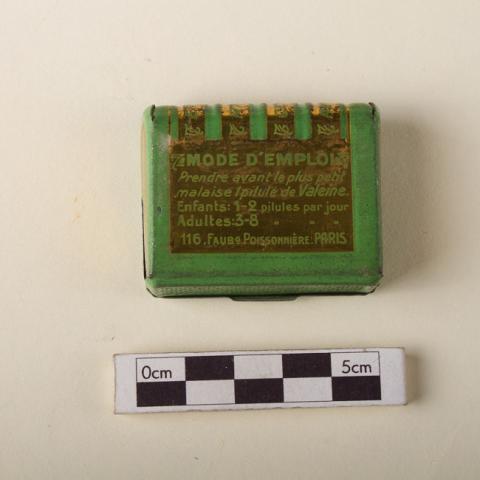 MODE D'EMPLOI
Prendre avant le plus petit
malaise 1 pilule de Valeine.
Enfants: 1-2 pilules par jour
Adultes: 3-8 " " "
116, FAUBG POISSONNIÈRE: PARIS
0cm 5cm